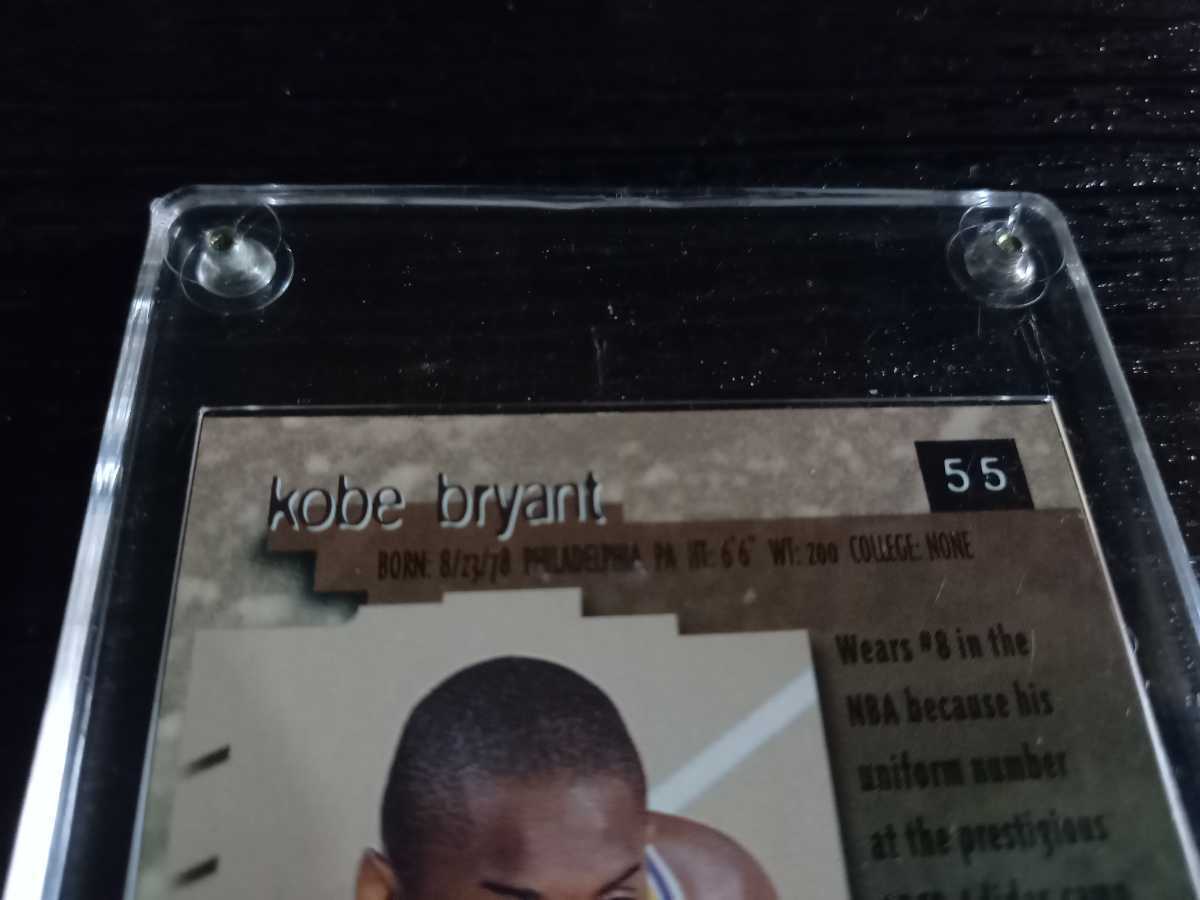 kobe bryant
55
BORN: 8/23/78 PHILADELPHIA, PA HT: 6'6" WT: 200 COLLEGE: NONE
Wears #8 in the
NBA because his
uniform number
at the prestigious
camp